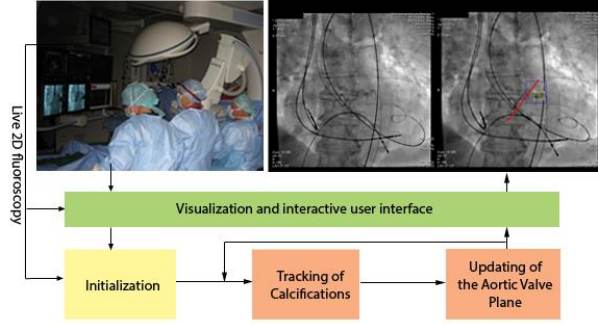 Live 2D fluoroscopy
Visualization and interactive user interface
Initialization
Tracking of
Calcifications
Updating of
the Aortic Valve
Plane